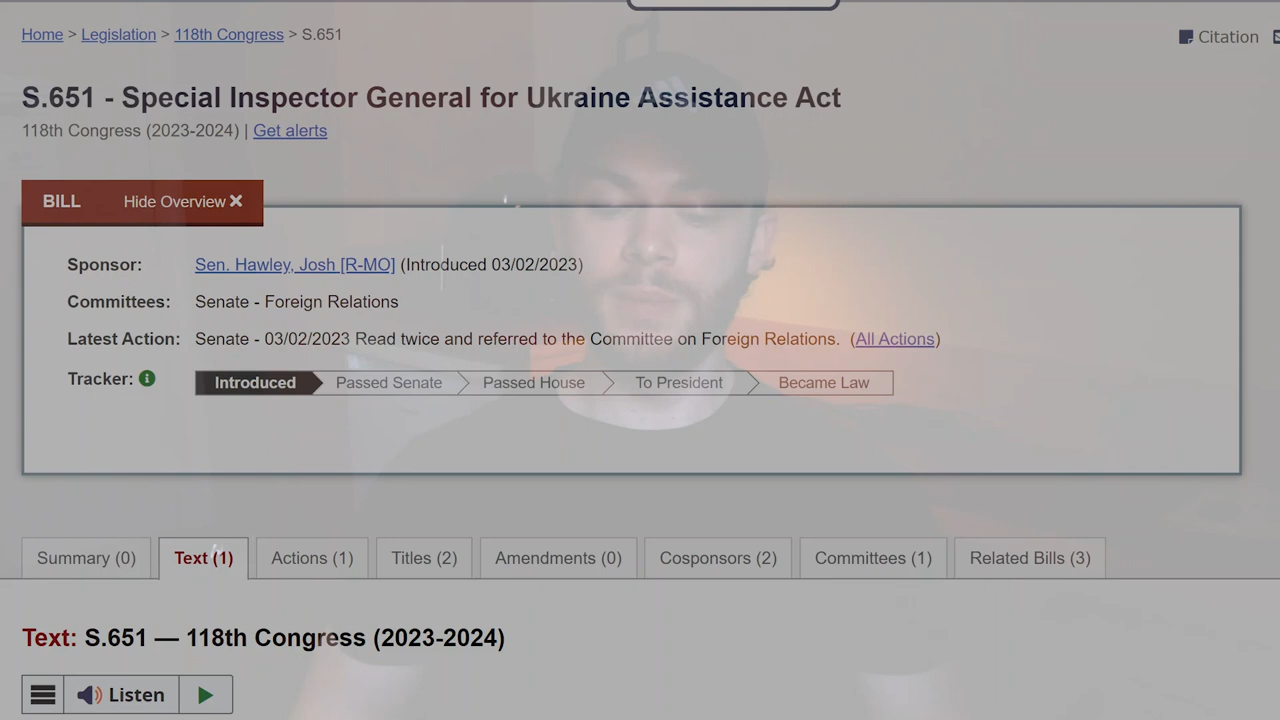 Home > Legislation > 118th Congress > S.651
Citation
S.651 - Special Inspector General for Ukraine Assistance Act
118th Congress (2023-2024) | Get alerts
BILL Hide Overview ✕
Sponsor: Sen. Hawley, Josh [R-MO] (Introduced 03/02/2023)
Committees: Senate - Foreign Relations
Latest Action: Senate - 03/02/2023 Read twice and referred to the Committee on Foreign Relations. (All Actions)
Tracker: Introduced Passed Senate Passed House To President Became Law
Summary (0) Text (1) Actions (1) Titles (2) Amendments (0) Cosponsors (2) Committees (1) Related Bills (3)
Text: S.651 — 118th Congress (2023-2024)
Listen